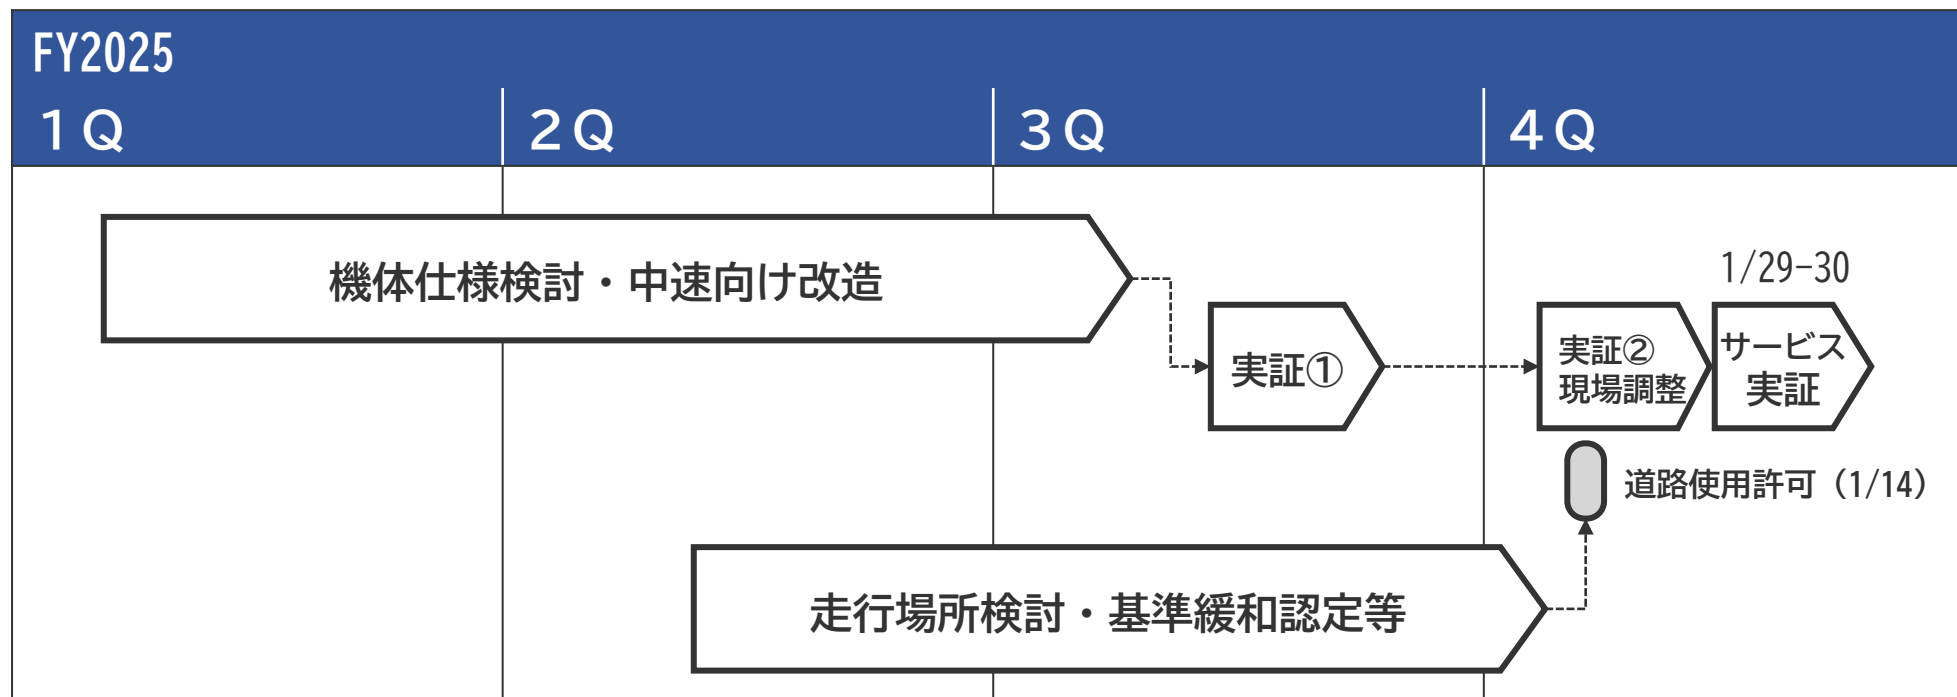 FY2025
１Ｑ ２Ｑ ３Ｑ ４Ｑ
機体仕様検討・中速向け改造
1/29-30
実証①
実証②
現場調整
サービス
実証
道路使用許可（1/14）
走行場所検討・基準緩和認定等